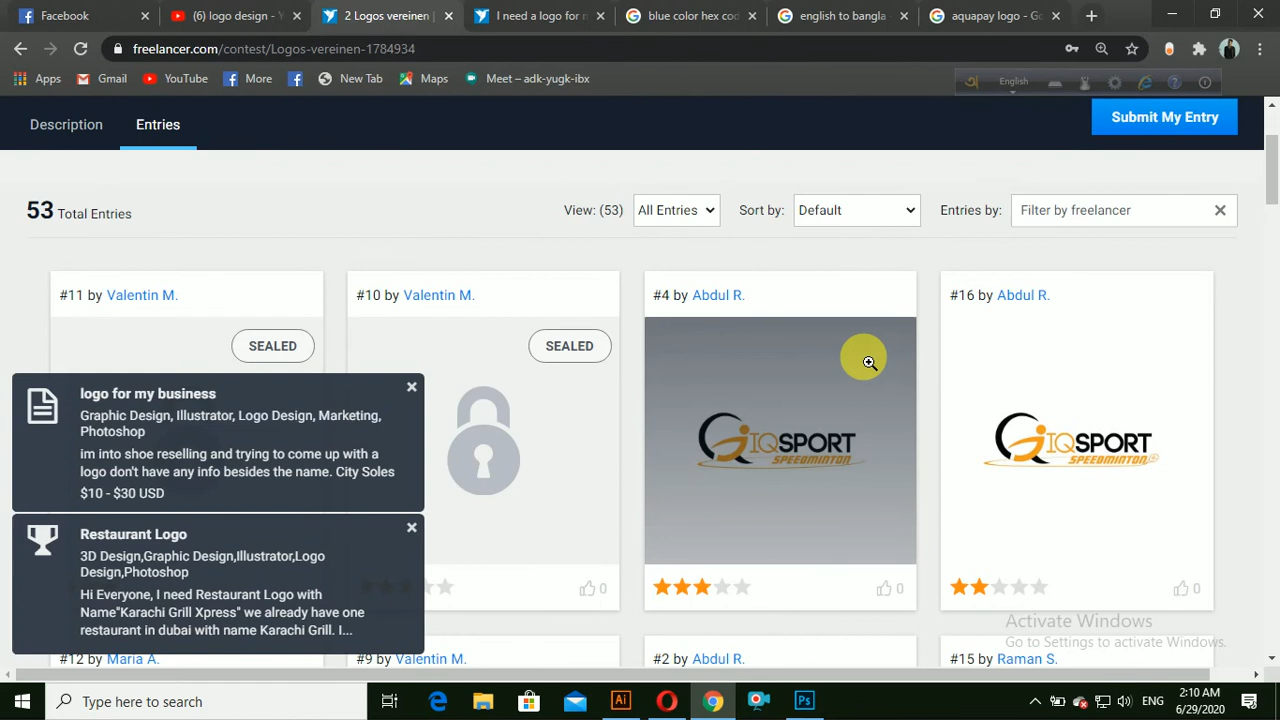 Facebook
(6) logo design - Y
2 Logos vereinen |
I need a logo for n
blue color hex co
english to bangla
aquapay logo - Go
freelancer.com/contest/Logos-vereinen-1784934
Apps
Gmail
YouTube
More
New Tab
Maps
Meet – adk-yugk-ibx
English
Description
Entries
Submit My Entry
53 Total Entries
View: (53)
All Entries
Sort by:
Default
Entries by:
Filter by freelancer
#11 by Valentin M.
#10 by Valentin M.
#4 by Abdul R.
#16 by Abdul R.
SEALED
SEALED
IQSPORT
SPEEDMINTON
IQSPORT
SPEEDMINTON
logo for my business
Graphic Design, Illustrator, Logo Design, Marketing,
Photoshop
im into shoe reselling and trying to come up with a
logo don't have any info besides the name. City Soles
$10 - $30 USD
Restaurant Logo
3D Design,Graphic Design,Illustrator,Logo
Design,Photoshop
Hi Everyone, I need Restaurant Logo with
Name"Karachi Grill Xpress" we already have one
restaurant in dubai with name Karachi Grill. I...
0
0
0
Activate Windows
Go to Settings to activate Windows.
#12 by Maria A.
#9 by Valentin M.
#2 by Abdul R.
#15 by Raman S.
Type here to search
ENG
2:10 AM
6/29/2020